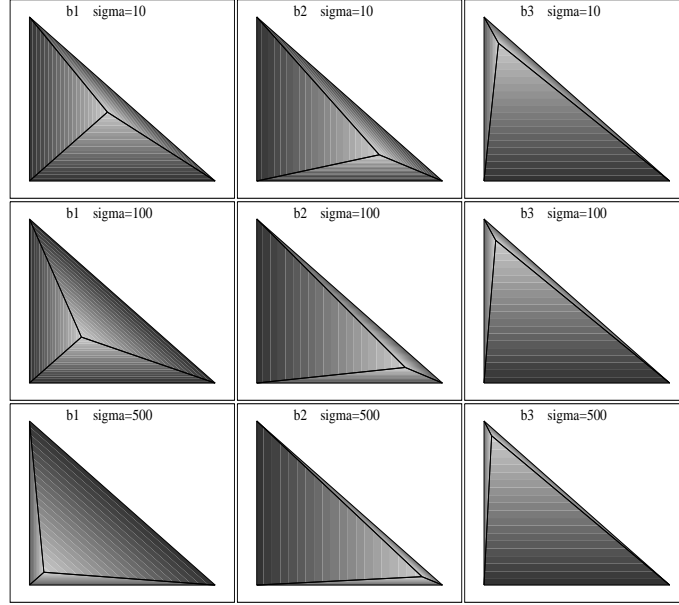 b1 sigma=10
b2 sigma=10
b3 sigma=10
b1 sigma=100
b2 sigma=100
b3 sigma=100
b1 sigma=500
b2 sigma=500
b3 sigma=500